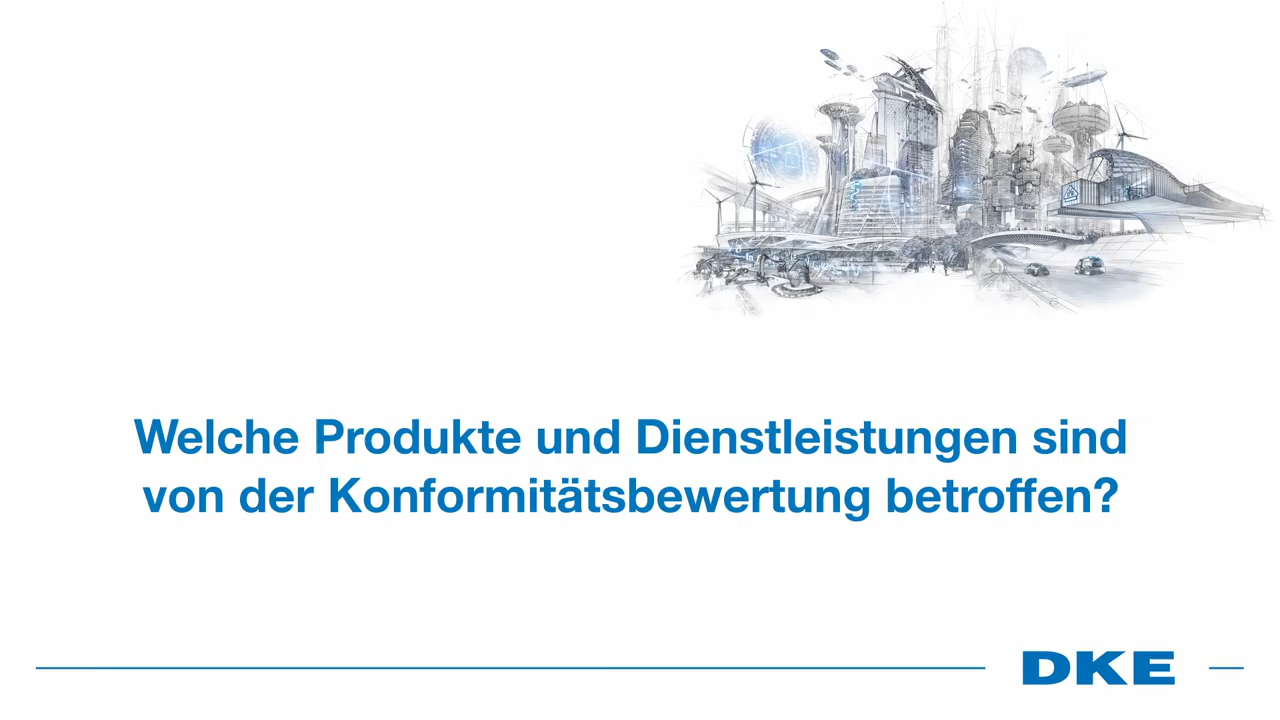 Welche Produkte und Dienstleistungen sind
von der Konformitätsbewertung betroffen?
DKE